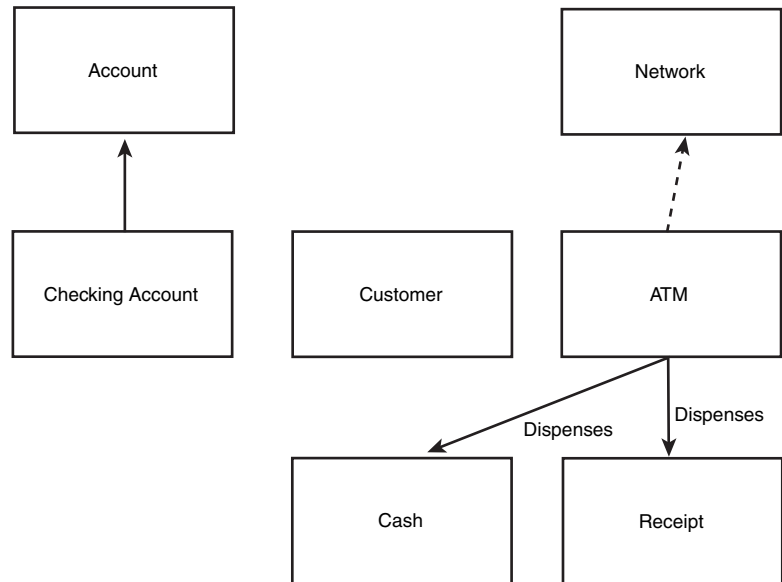 Account
Network
Checking Account
Customer
ATM
Dispenses
Dispenses
Cash
Receipt